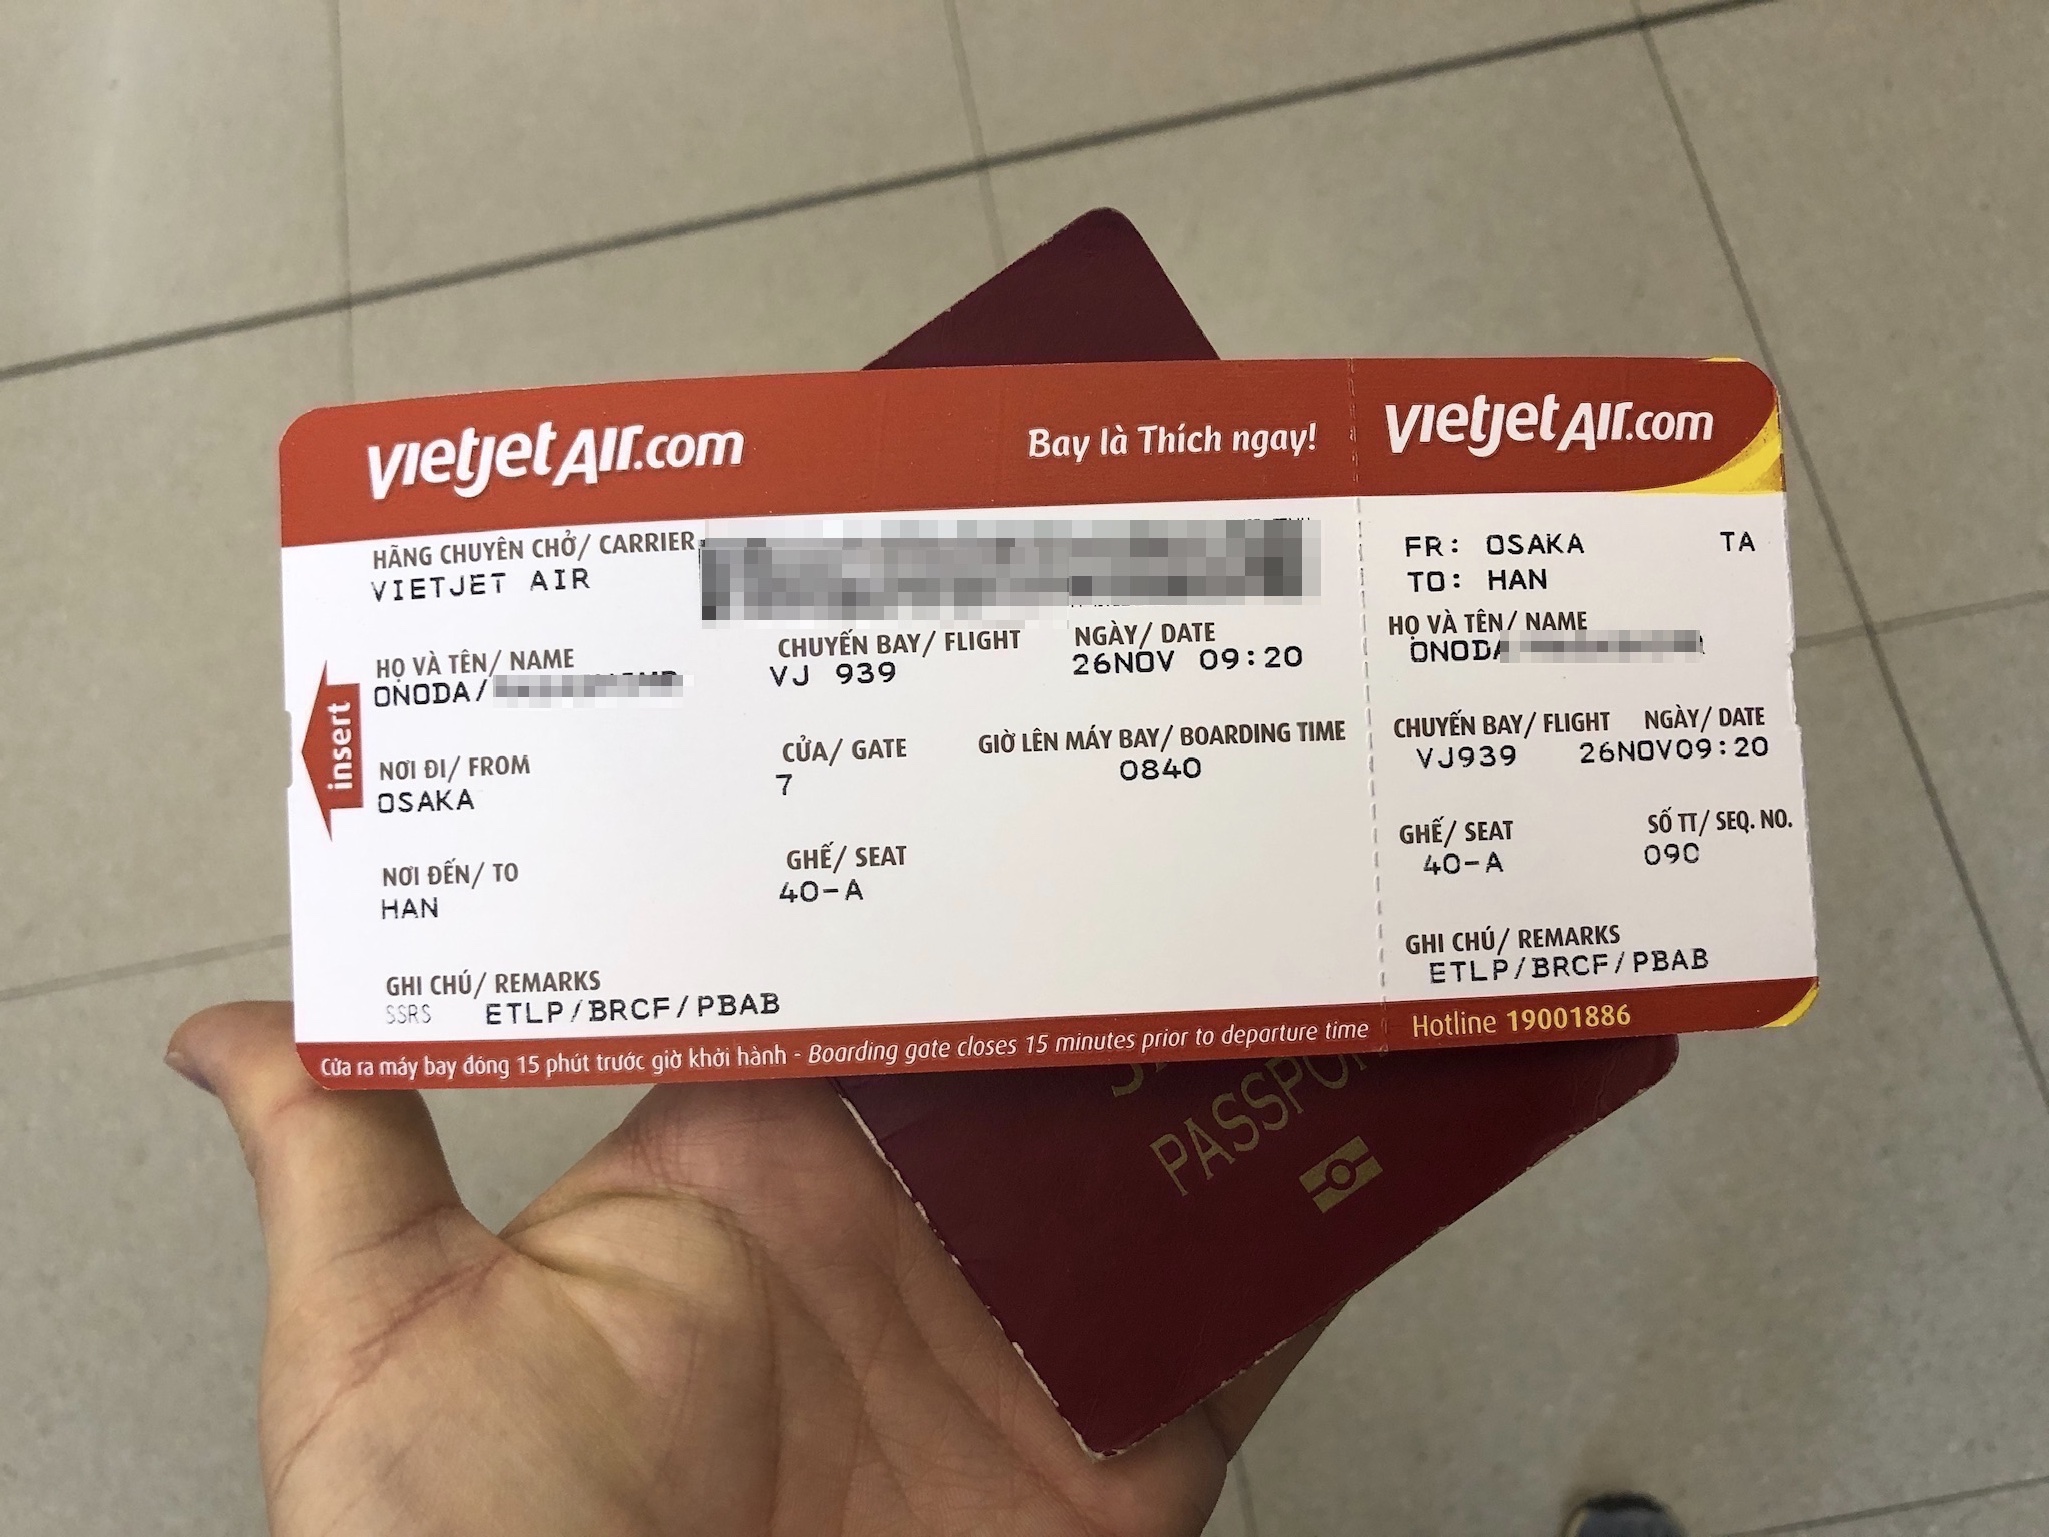 vietjetAir.com
Bay là Thích ngay!
HÃNG CHUYÊN CHỞ/ CARRIER
VIETJET AIR
HỌ VÀ TÊN/ NAME
ONODA/
CHUYẾN BAY/ FLIGHT
VJ 939
NGÀY/ DATE
26NOV 09:20
NƠI ĐI/ FROM
OSAKA
CỬA/ GATE
7
GIỜ LÊN MÁY BAY/ BOARDING TIME
0840
NƠI ĐẾN/ TO
HAN
GHẾ/ SEAT
40-A
GHI CHÚ/ REMARKS
SSRS ETLP/BRCF/PBAB
insert
Cửa ra máy bay đóng 15 phút trước giờ khởi hành - Boarding gate closes 15 minutes prior to departure time
vietjetAir.com
FR: OSAKA TA
TO: HAN
HỌ VÀ TÊN/ NAME
ONODA
CHUYẾN BAY/ FLIGHT NGÀY/ DATE
VJ939 26NOV09:20
GHẾ/ SEAT SỐ TT/ SEQ. NO.
40-A 090
GHI CHÚ/ REMARKS
ETLP/BRCF/PBAB
Hotline 19001886
PASSPO